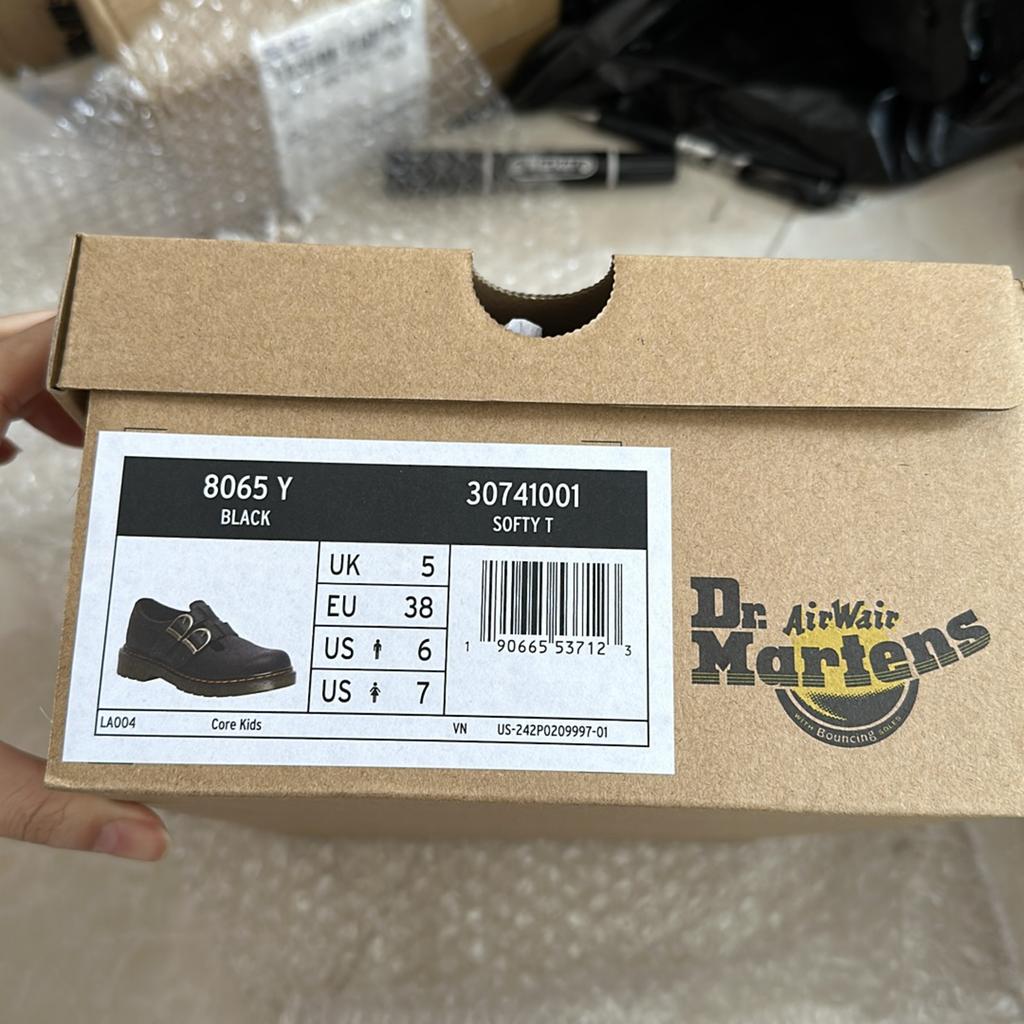 8065 Y
BLACK
30741001
SOFTY T
UK 5
EU 38
US 6
US 7
1 90665 53712 3
LA004 Core Kids VN US-242P0209997-01
Dr. Martens
AirWair
WITH Bouncing SOLES